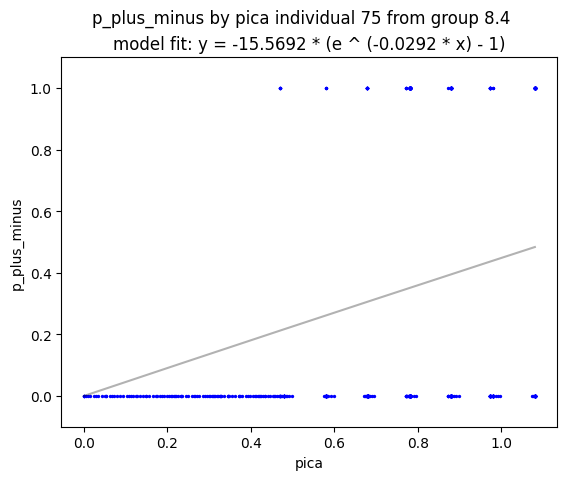 p_plus_minus by pica individual 75 from group 8.4
model fit: y = -15.5692 * (e ^ (-0.0292 * x) - 1)
1.0
0.8
0.6
0.4
0.2
0.0
p_plus_minus
0.0 0.2 0.4 0.6 0.8 1.0
pica